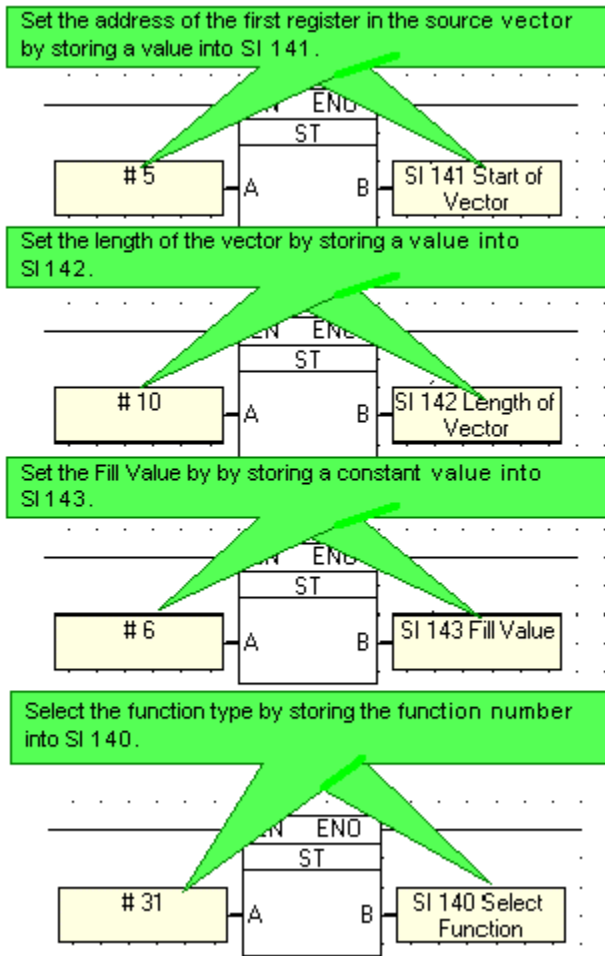 Set the address of the first register in the source vector
by storing a value into SI 141.
ENO
ST
# 5
A
B
SI 141 Start of
Vector
Set the length of the vector by storing a value into
SI 142.
ENO
ST
# 10
A
B
SI 142 Length of
Vector
Set the Fill Value by by storing a constant value into
SI 143.
ENO
ST
# 6
A
B
SI 143 Fill Value
Select the function type by storing the function number
into SI 140.
ENO
ST
# 31
A
B
SI 140 Select
Function